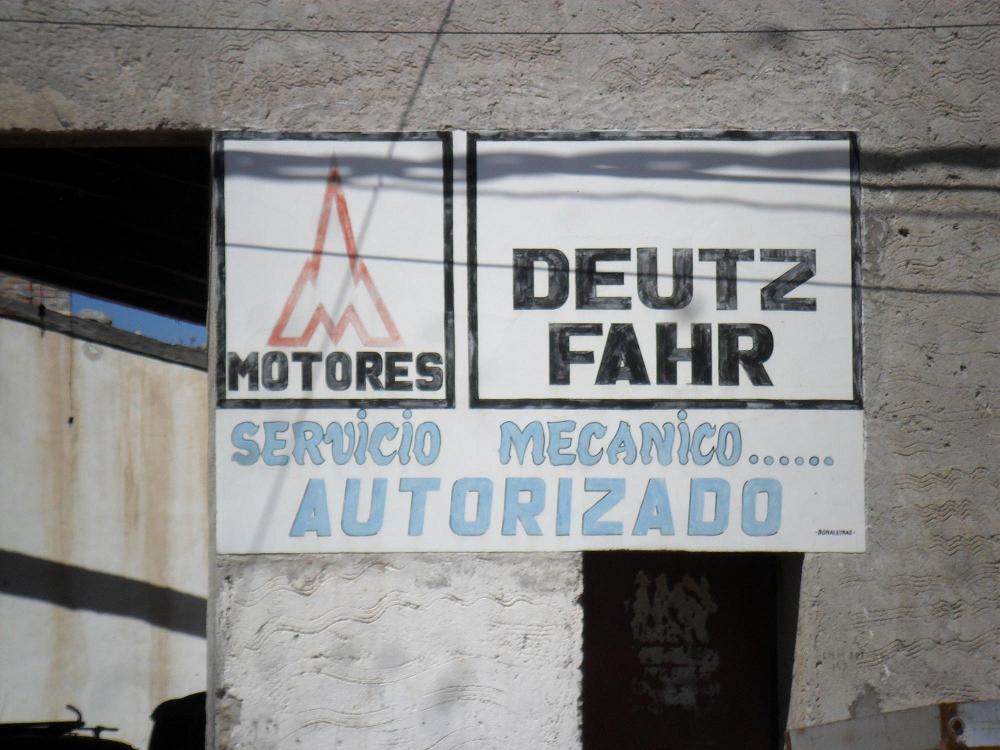 MOTORES
DEUTZ
FAHR
SERVICIO MECANICO......
AUTORIZADO